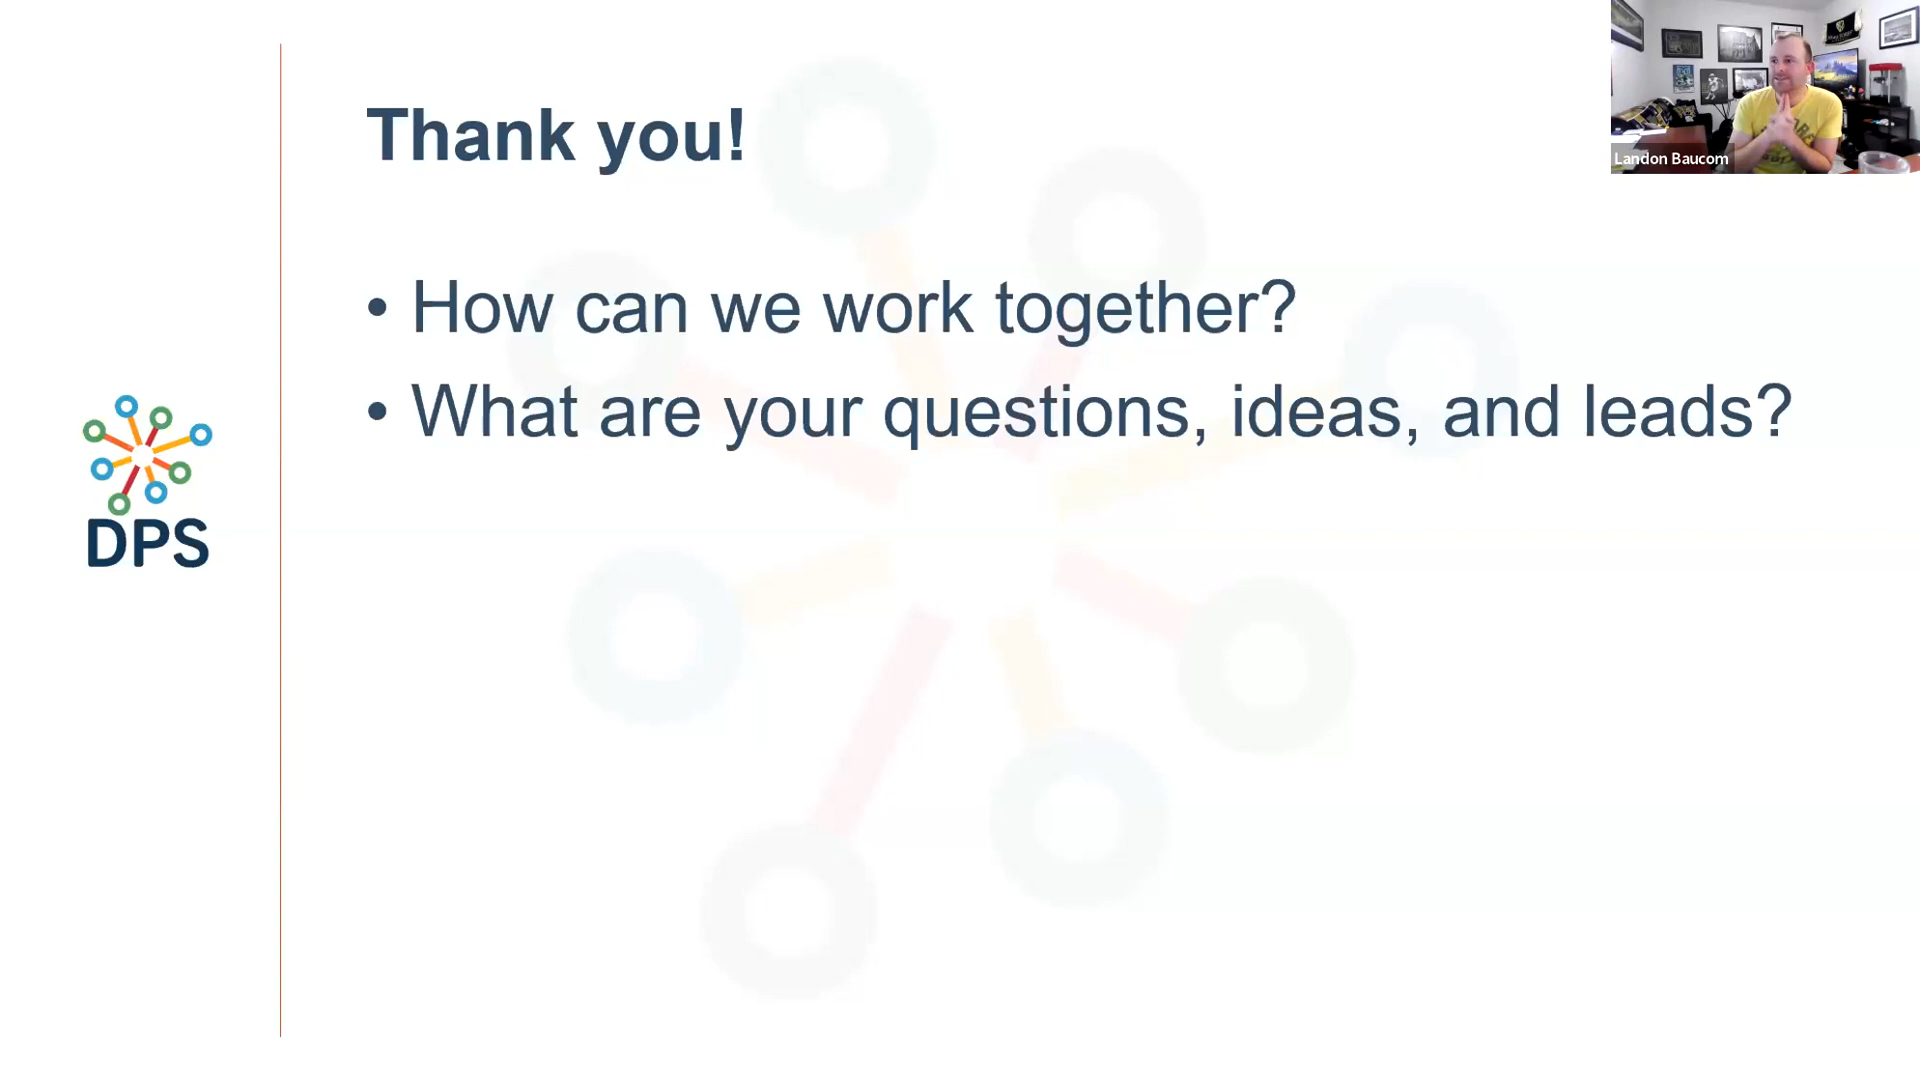 Thank you!
• How can we work together?
• What are your questions, ideas, and leads?
DPS
Landon Baucom